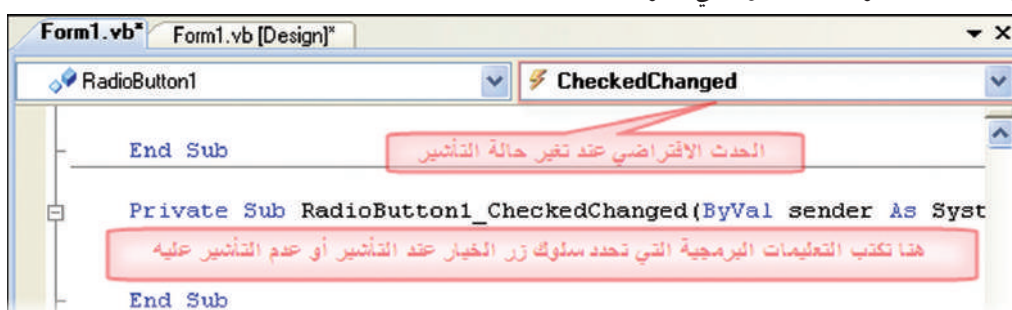 Form1.vb* Form1.vb [Design]*
RadioButton1 CheckedChanged
End Sub
الحدث الافتراضي عند تغير حالة التأشير
Private Sub RadioButton1_CheckedChanged(ByVal sender As Syst
هنا تكتب التعليمات البرمجية التي تحدد سلوك زر الخيار عند التأشير أو عدم التأشير عليه
End Sub